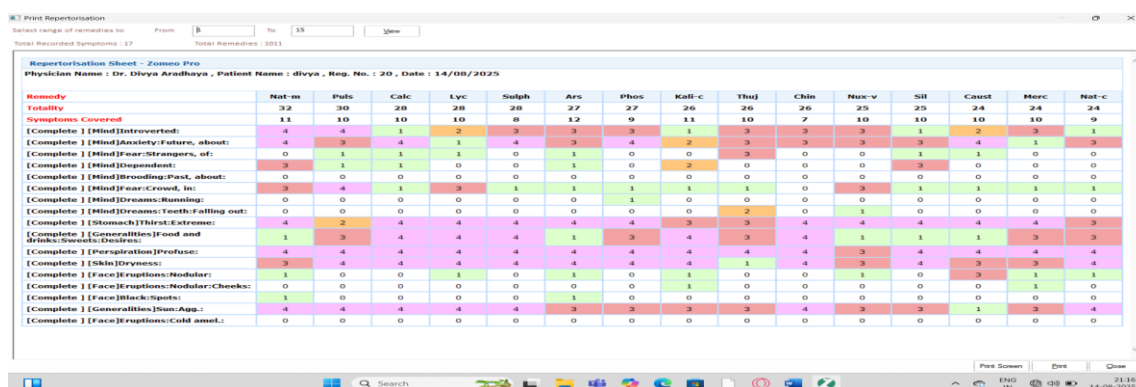 Print Repertorisation
Select range of remedies to From To 15 View
Total Recorded Symptoms : 17 Total Remedies : 1011
Repertorisation Sheet - Zomeo Pro
Physician Name : Dr. Divya Aradhaya , Patient Name : divya , Reg. No. : 20 , Date : 14/08/2025
Remedy Nat-m Puls Calc Lyc Sulph Ars Phos Kali-c Thuj Chin Nux-v Sil Caust Merc Nat-c
Totality 32 30 28 28 28 27 27 26 26 26 25 25 24 24 24
Symptoms Covered 11 10 10 10 8 12 9 11 10 7 10 10 10 10 9
[Complete ] [Mind]Introverted: 4 4 1 2 3 3 3 1 3 3 3 1 2 3 1
[Complete ] [Mind]Anxiety:Future, about: 4 3 4 1 4 3 4 2 3 3 3 3 4 1 3
[Complete ] [Mind]Fear:Strangers, of: 0 1 1 1 0 1 0 0 3 0 0 1 1 0 0
[Complete ] [Mind]Dependent: 3 1 1 0 0 1 0 2 0 0 0 3 0 0 0
[Complete ] [Mind]Brooding:Past, about: 0 0 0 0 0 0 0 0 0 0 0 0 0 0 0
[Complete ] [Mind]Fear:Crowd, in: 3 4 1 3 1 1 1 1 1 0 3 1 1 1 1
[Complete ] [Mind]Dreams:Running: 0 0 0 0 0 0 1 0 0 0 0 0 0 0 0
[Complete ] [Mind]Dreams:Teeth:Falling out: 0 0 0 0 0 0 0 0 2 0 1 0 0 0 0
[Complete ] [Stomach]Thirst:Extreme: 4 2 4 4 4 4 4 3 3 4 4 4 4 4 3
[Complete ] [Generalities]Food and
drinks:Sweets:Desires: 1 3 4 4 4 1 3 4 3 4 1 1 1 3 3
[Complete ] [Perspiration]Profuse: 4 4 4 4 4 4 4 4 4 4 3 4 4 4 4
[Complete ] [Skin]Dryness: 3 4 4 4 4 4 4 4 1 4 3 4 3 3 4
[Complete ] [Face]Eruptions:Nodular: 1 0 0 1 0 1 0 1 0 0 1 0 3 1 1
[Complete ] [Face]Eruptions:Nodular:Cheeks: 0 0 0 0 0 0 0 1 0 0 0 0 0 1 0
[Complete ] [Face]Black:Spots: 1 0 0 0 0 1 0 0 0 0 0 0 0 0 0
[Complete ] [Generalities]Sun:Agg.: 4 4 4 4 4 3 3 3 3 4 3 3 1 3 4
[Complete ] [Face]Eruptions:Cold amel.: 0 0 0 0 0 0 0 0 0 0 0 0 0 0 0
Print Screen Print Close
Search ENG 21:18
IN 14-08-2025